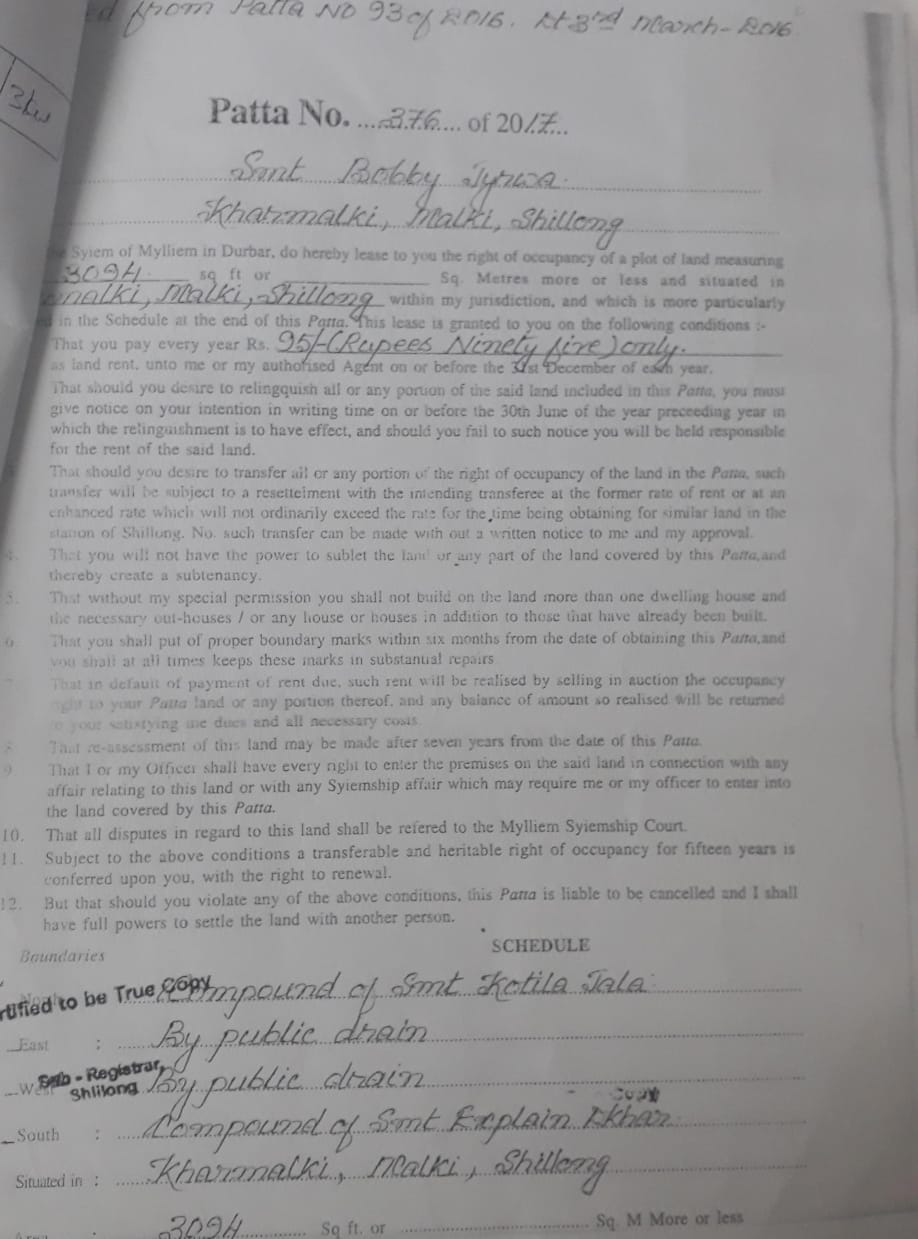 ed from Patta NO 93 of 2016. Dt 3rd March-2016
3kw
Patta No. ....376.... of 2017..
Smt Bobby Synwa
Kharmalki, Malki, Shillong
Syiem of Mylliem in Durbar, do hereby lease to you the right of occupancy of a plot of land measuring
3094 sq ft or Sq. Metres more or less and situated in
malki, Malki, Shillong within my jurisdiction, and which is more particularly
in the Schedule at the end of this Patta. This lease is granted to you on the following conditions :-
That you pay every year Rs. 95/-(Rupees Ninety five) only.
as land rent, unto me or my authorised Agent on or before the 31st December of each year.
That should you desire to relingquish all or any portion of the said land included in this Patta, you must
give notice on your intention in writing time on or before the 30th June of the year preceeding year in
which the relinguishment is to have effect, and should you fail to such notice you will be held responsible
for the rent of the said land.
3. That should you desire to transfer all or any portion of the right of occupancy of the land in the Patta, such
transfer will be subject to a resetteiment with the intending transferee at the former rate of rent or at an
enhanced rate which will not ordinarily exceed the rate for the time being obtaining for similar land in the
station of Shillong. No. such transfer can be made with out a written notice to me and my approval.
4. That you will not have the power to sublet the land or any part of the land covered by this Patta, and
thereby create a subtenancy.
5. That without my special permission you shall not build on the land more than one dwelling house and
the necessary out-houses / or any house or houses in addition to those that have already been built.
6. That you shall put of proper boundary marks within six months from the date of obtaining this Patta, and
you shall at all times keeps these marks in substantial repairs
7. That in default of payment of rent due, such rent will be realised by selling in auction the occupancy
right to your Patta land or any portion thereof, and any balance of amount so realised will be returned
to your satistying the dues and all necessary costs.
8. That re-assessment of this land may be made after seven years from the date of this Patta.
9 That I or my Officer shall have every right to enter the premises on the said land in connection with any
affair relating to this land or with any Syiemship affair which may require me or my officer to enter into
the land covered by this Patta.
10. That all disputes in regard to this land shall be refered to the Mylliem Syiemship Court.
11. Subject to the above conditions a transferable and heritable right of occupancy for fifteen years is
conferred upon you, with the right to renewal.
12. But that should you violate any of the above conditions, this Patta is liable to be cancelled and I shall
have full powers to settle the land with another person.
SCHEDULE
Boundaries
Compound of Smt Kotila Jala
rtified to be True Copy
East : By public drain
West By public drain
Sub - Registrar,
Shillong
Copy
South : Compound of Smt Explain Kkhar
Situated in : Kharmalki, Malki, Shillong
Area : 3094 Sq ft. or Sq. M More or less